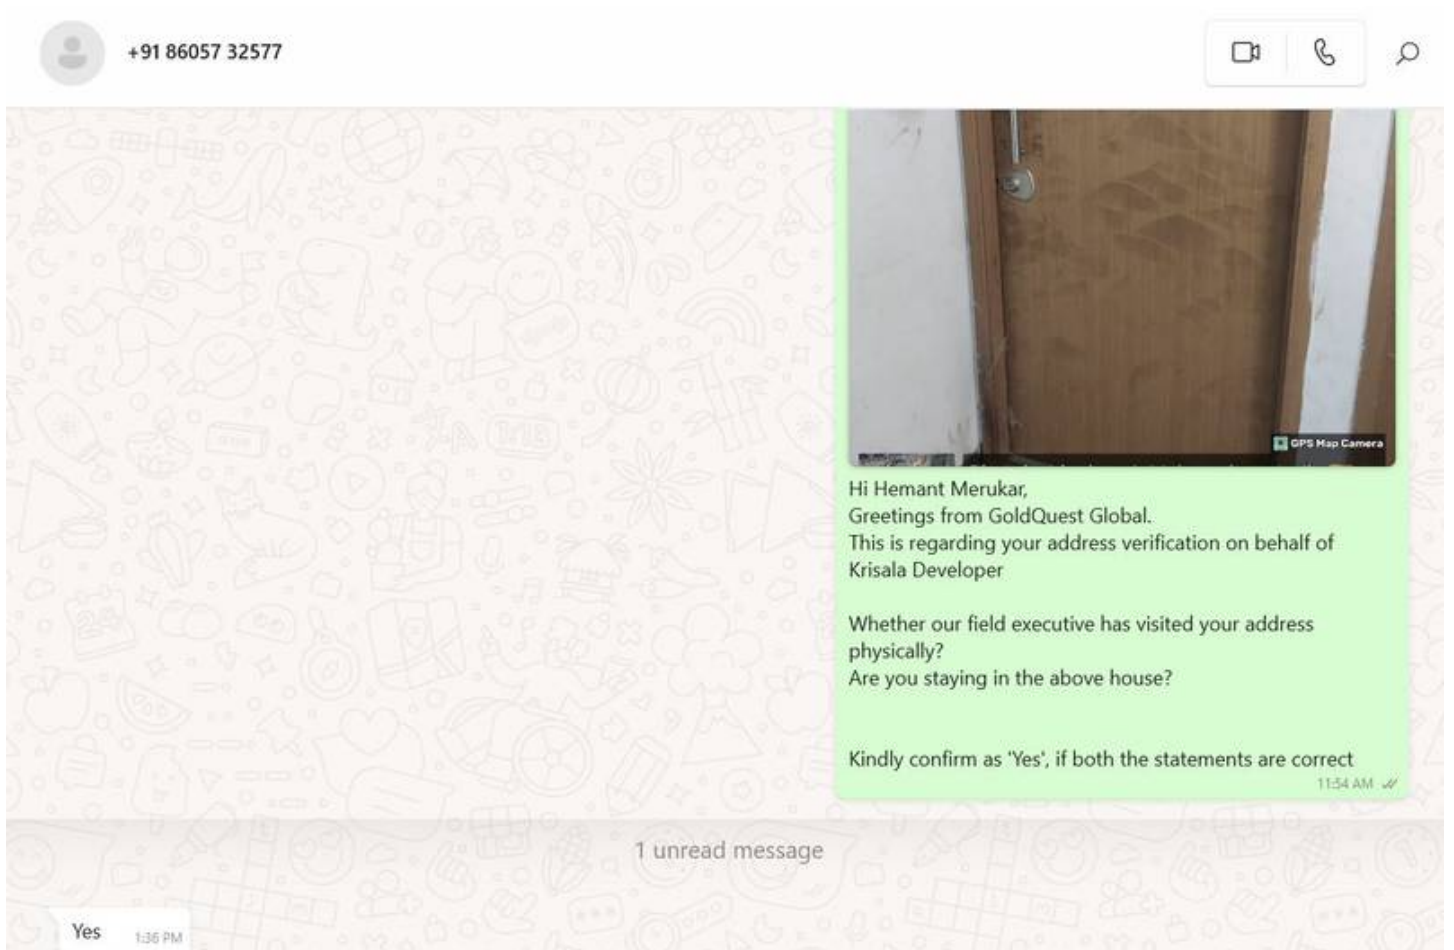 +91 86057 32577
GPS Map Camera
Hi Hemant Merukar,
Greetings from GoldQuest Global.
This is regarding your address verification on behalf of
Krisala Developer
Whether our field executive has visited your address
physically?
Are you staying in the above house?
Kindly confirm as 'Yes', if both the statements are correct
11:54 AM
1 unread message
Yes 1:36 PM